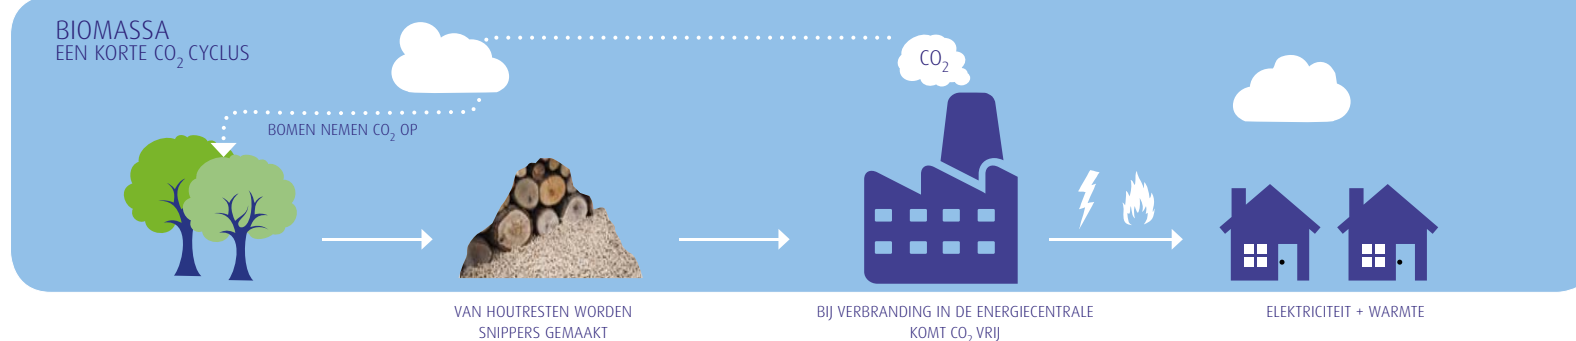 BIOMASSA
EEN KORTE CO₂ CYCLUS
CO₂
BOMEN NEMEN CO₂ OP
VAN HOUTRESTEN WORDEN
SNIPPERS GEMAAKT
BIJ VERBRANDING IN DE ENERGIECENTRALE
KOMT CO₂ VRIJ
ELEKTRICITEIT + WARMTE